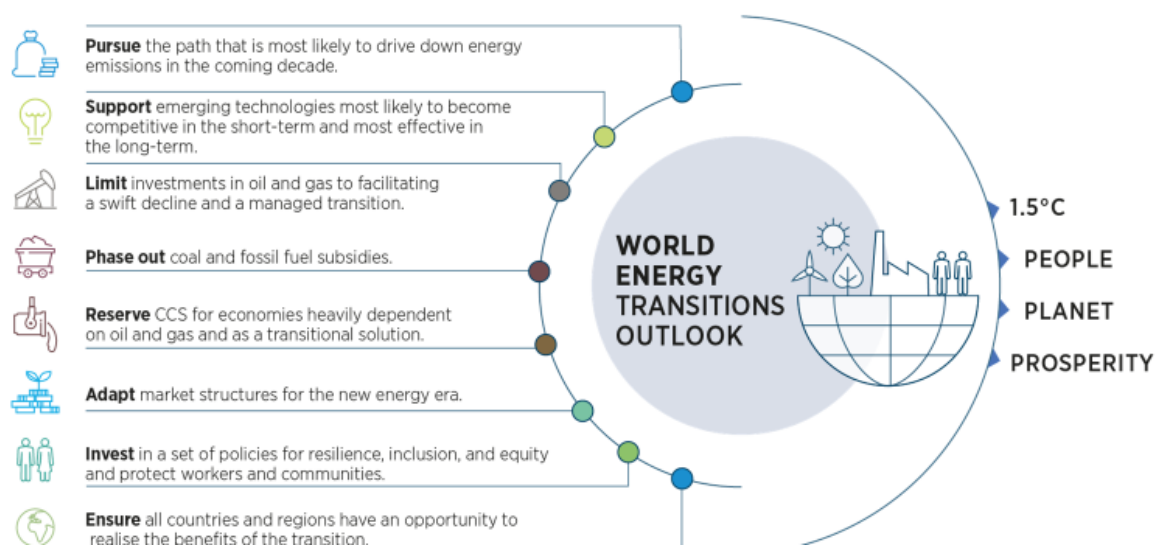 Pursue the path that is most likely to drive down energy
emissions in the coming decade.
Support emerging technologies most likely to become
competitive in the short-term and most effective in
the long-term.
Limit investments in oil and gas to facilitating
a swift decline and a managed transition.
Phase out coal and fossil fuel subsidies.
Reserve CCS for economies heavily dependent
on oil and gas and as a transitional solution.
Adapt market structures for the new energy era.
Invest in a set of policies for resilience, inclusion, and equity
and protect workers and communities.
Ensure all countries and regions have an opportunity to
realise the benefits of the transition.
WORLD
ENERGY
TRANSITIONS
OUTLOOK
1.5°C
PEOPLE
PLANET
PROSPERITY